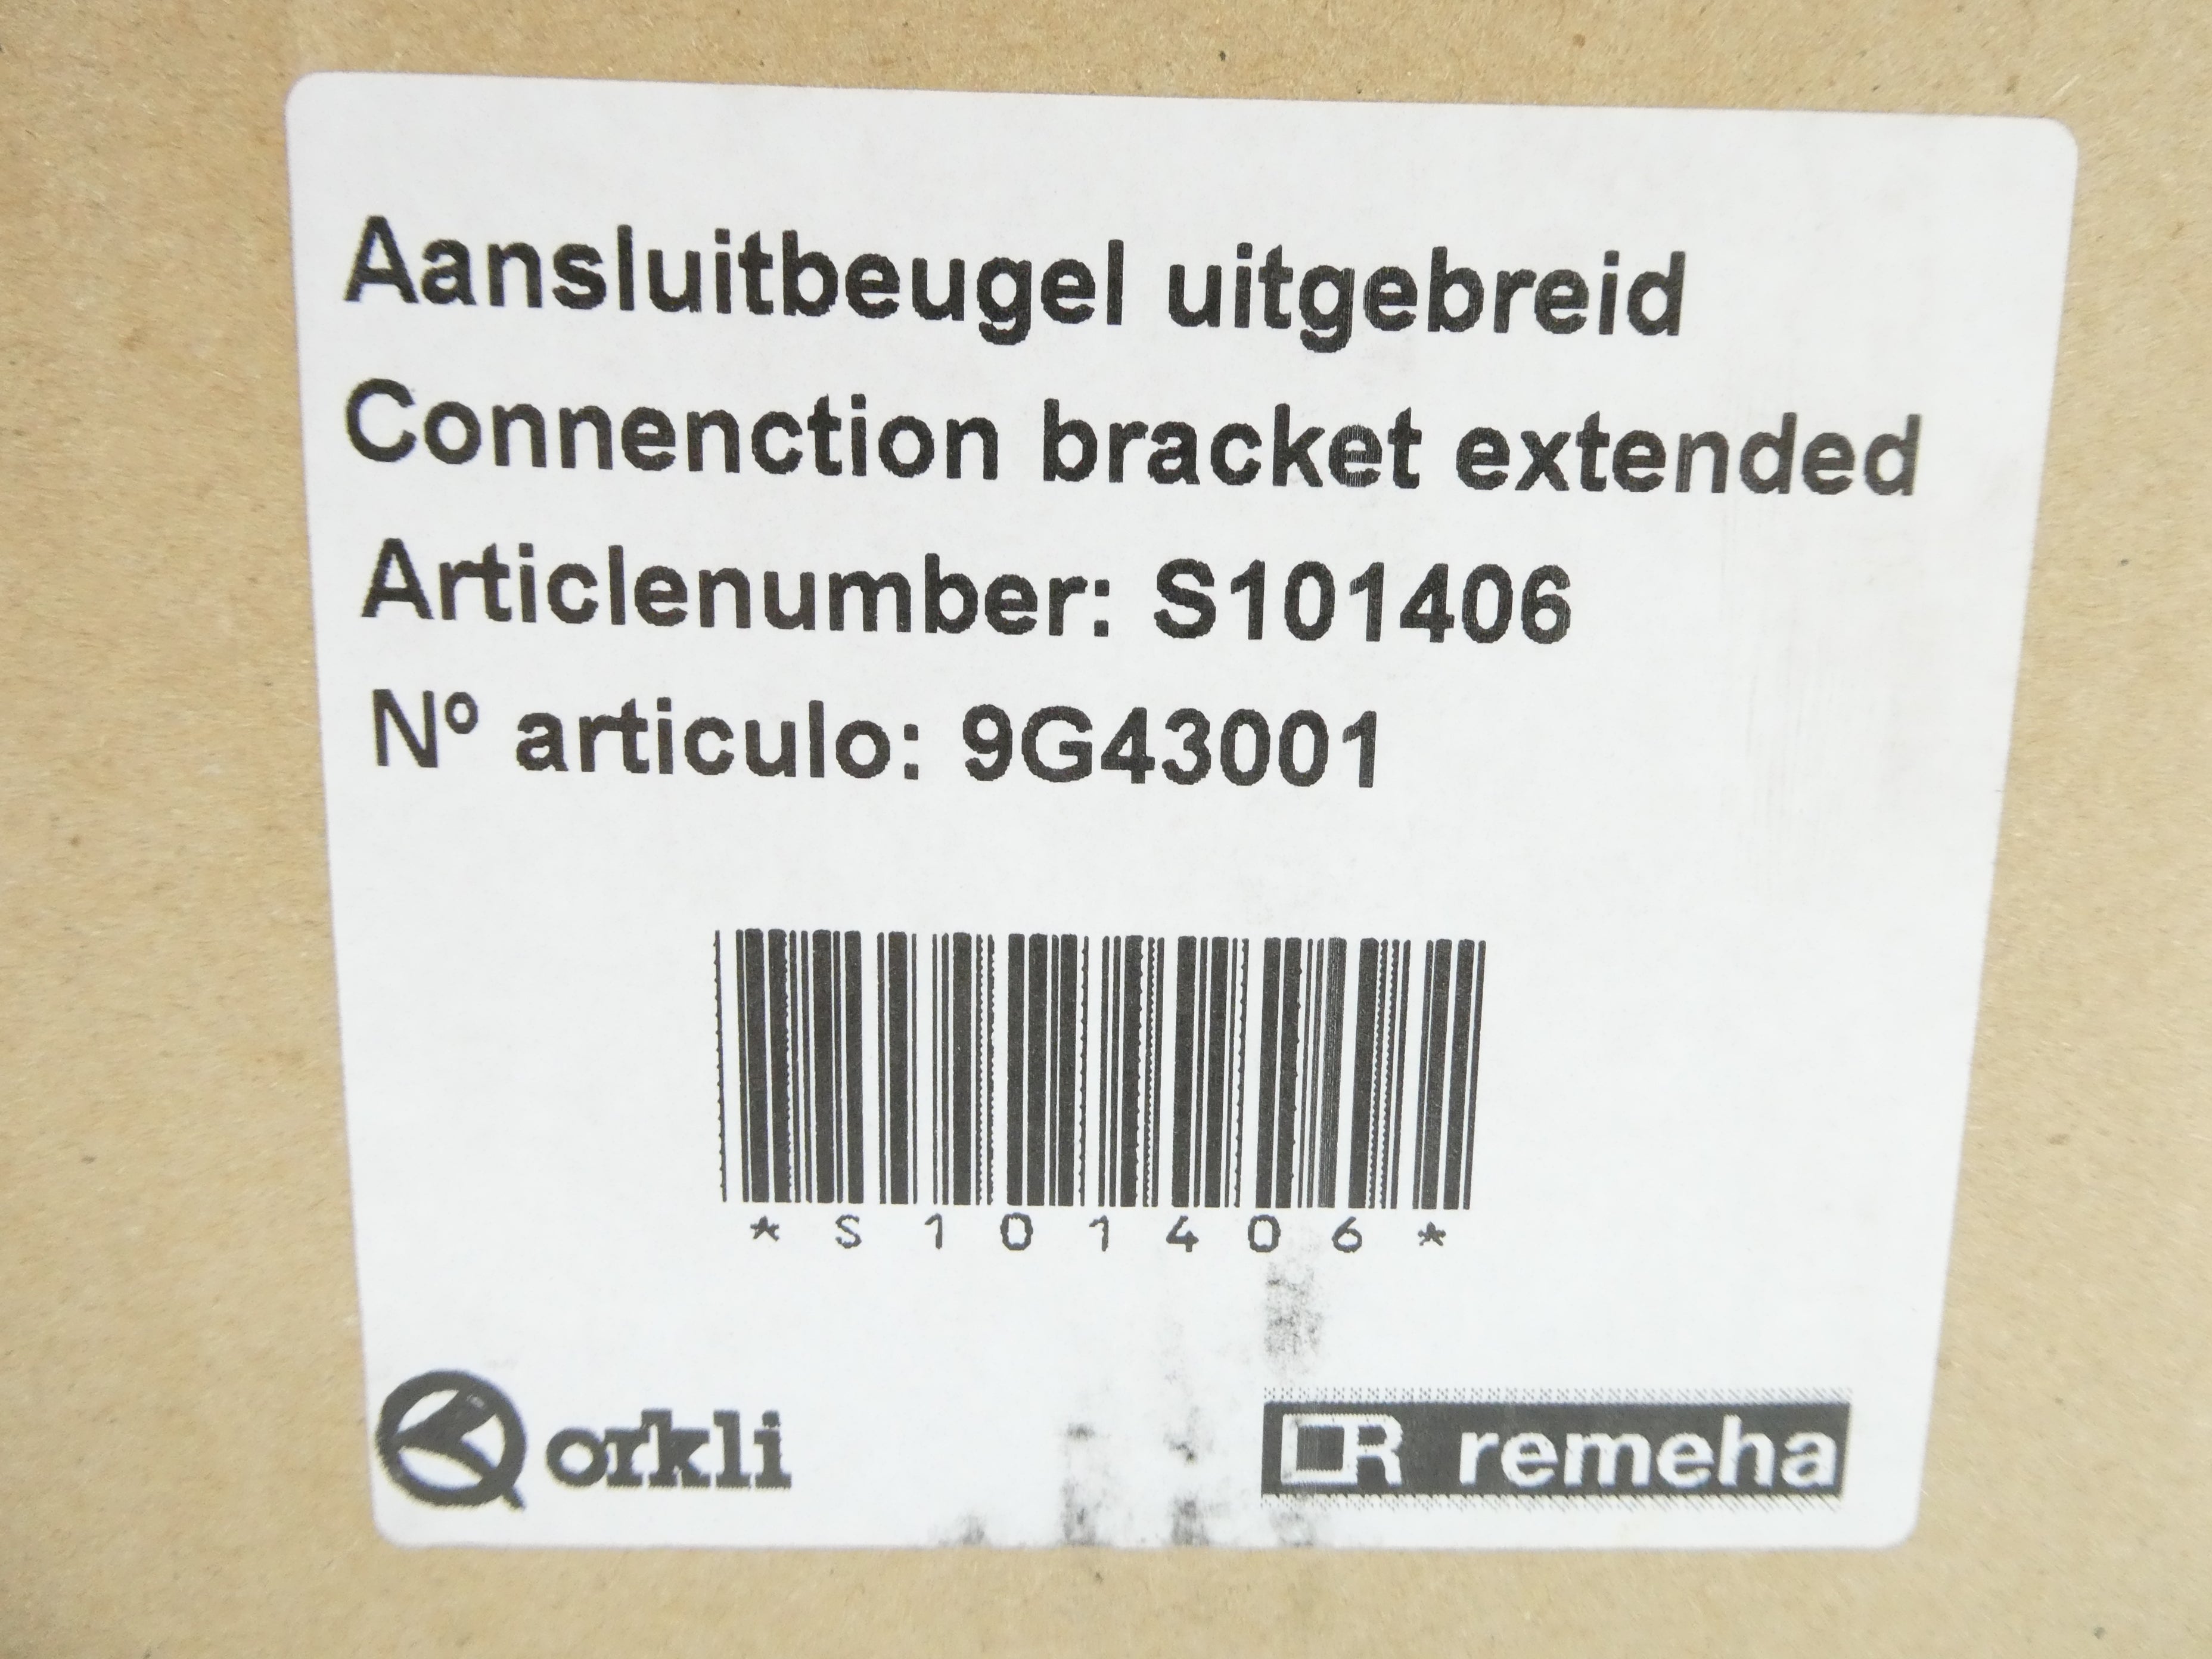 Aansluitbeugel uitgebreid
Connenction bracket extended
Articlenumber: S101406
Nº articulo: 9G43001
*S101406*
orkli
R remeha